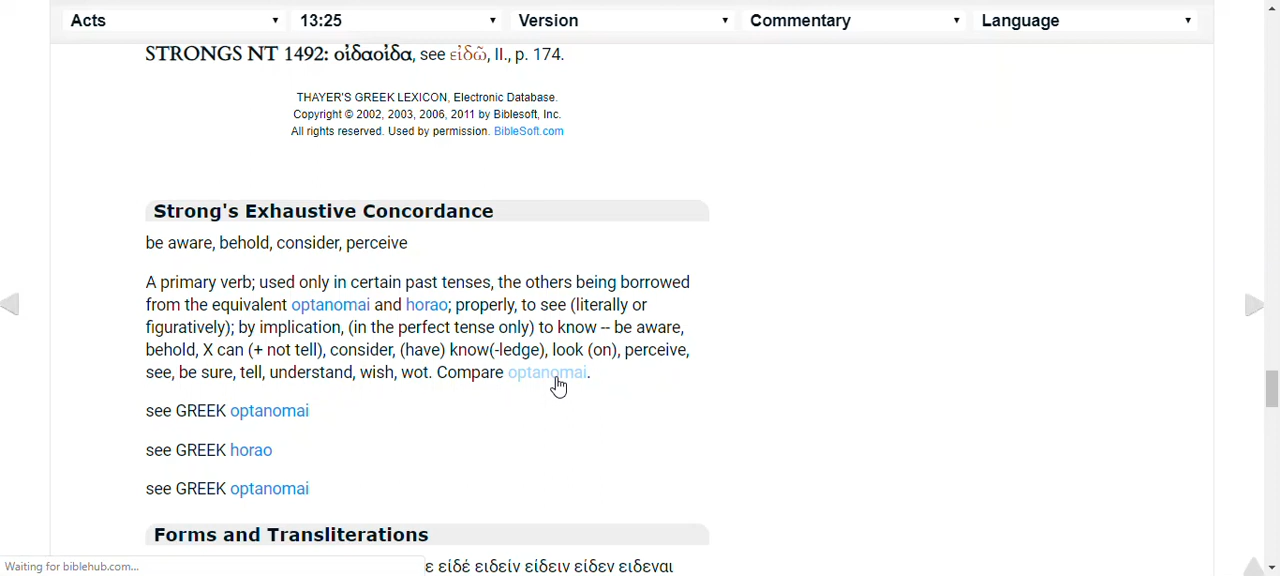 Acts 13:25 Version Commentary Language
STRONGS NT 1492: οἰδαοἶδα, see εἰδῶ, II., p. 174.
THAYER'S GREEK LEXICON, Electronic Database.
Copyright © 2002, 2003, 2006, 2011 by Biblesoft, Inc.
All rights reserved. Used by permission. BibleSoft.com
Strong's Exhaustive Concordance
be aware, behold, consider, perceive
A primary verb; used only in certain past tenses, the others being borrowed
from the equivalent optanomai and horao; properly, to see (literally or
figuratively); by implication, (in the perfect tense only) to know -- be aware,
behold, X can (+ not tell), consider, (have) know(-ledge), look (on), perceive,
see, be sure, tell, understand, wish, wot. Compare optanomai.
see GREEK optanomai
see GREEK horao
see GREEK optanomai
Forms and Transliterations
ε είδέ ειδείν είδειν είδεν ειδεναι
Waiting for biblehub.com...